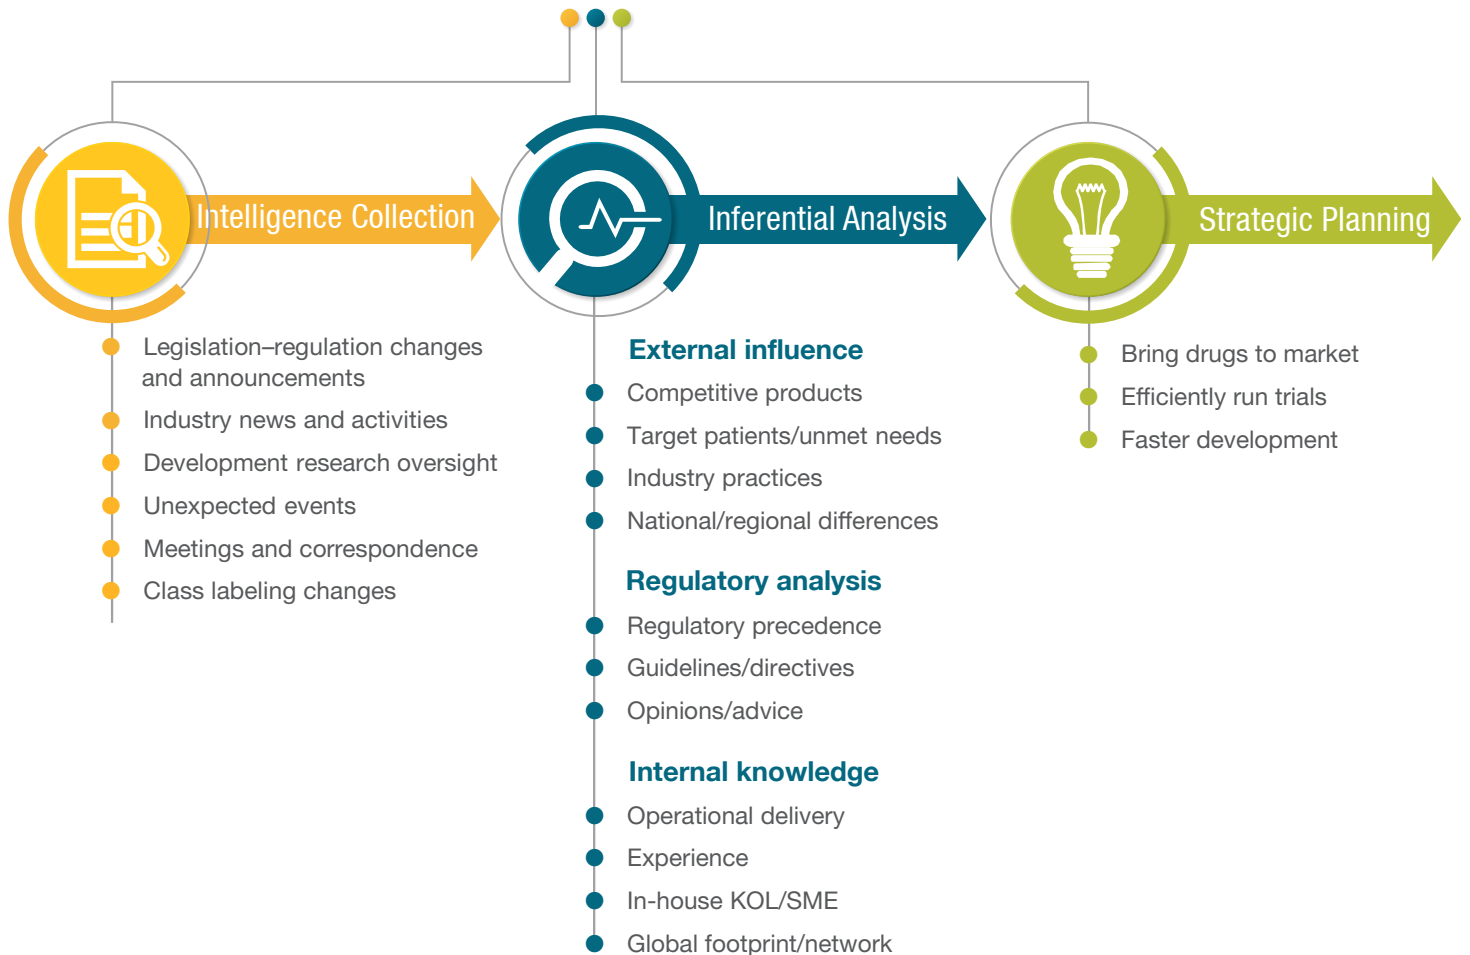 Intelligence Collection
Legislation–regulation changes
and announcements
Industry news and activities
Development research oversight
Unexpected events
Meetings and correspondence
Class labeling changes
Inferential Analysis
External influence
Competitive products
Target patients/unmet needs
Industry practices
National/regional differences
Regulatory analysis
Regulatory precedence
Guidelines/directives
Opinions/advice
Internal knowledge
Operational delivery
Experience
In-house KOL/SME
Global footprint/network
Strategic Planning
Bring drugs to market
Efficiently run trials
Faster development